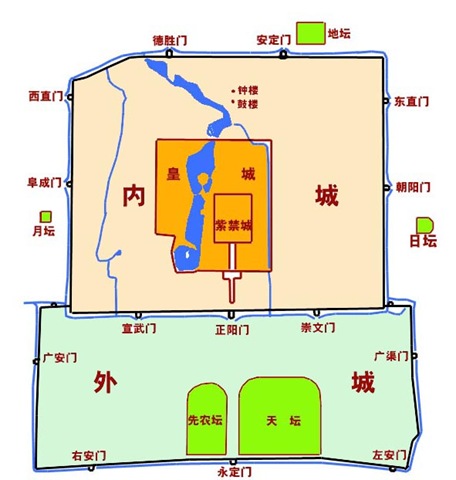 地坛
德胜门
安定门
西直门
钟楼
鼓楼
东直门
皇城
阜成门
内城
朝阳门
紫禁城
月坛
日坛
宣武门
正阳门
崇文门
广安门
广渠门
外城
先农坛
天坛
右安门
永定门
左安门